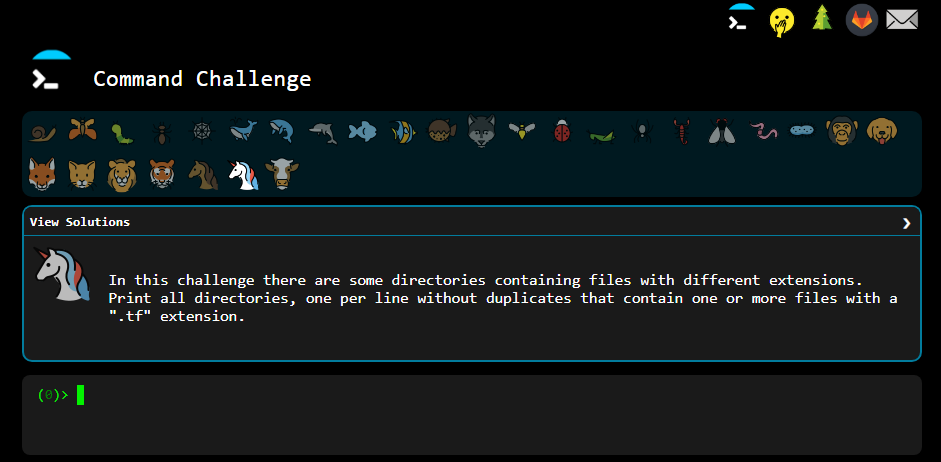 Command Challenge
View Solutions
In this challenge there are some directories containing files with different extensions.
Print all directories, one per line without duplicates that contain one or more files with a
".tf" extension.
(0)>